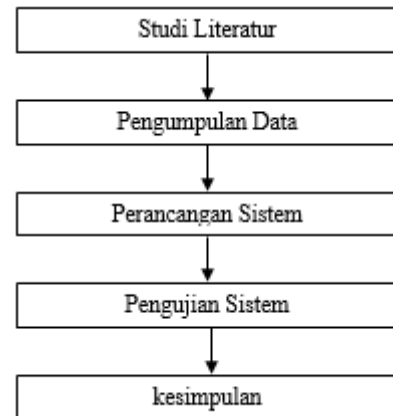 Studi Literatur
Pengumpulan Data
Perancangan Sistem
Pengujian Sistem
kesimpulan